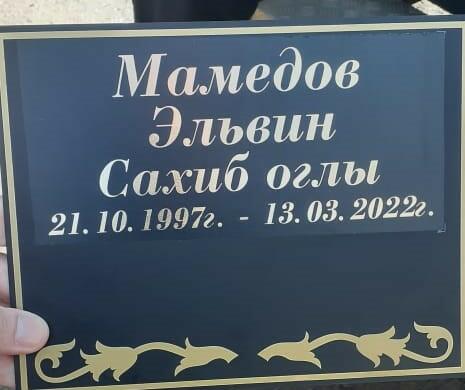 Мамедов
Эльвин
Сахиб оглы
21. 10. 1997г. - 13. 03. 2022г.